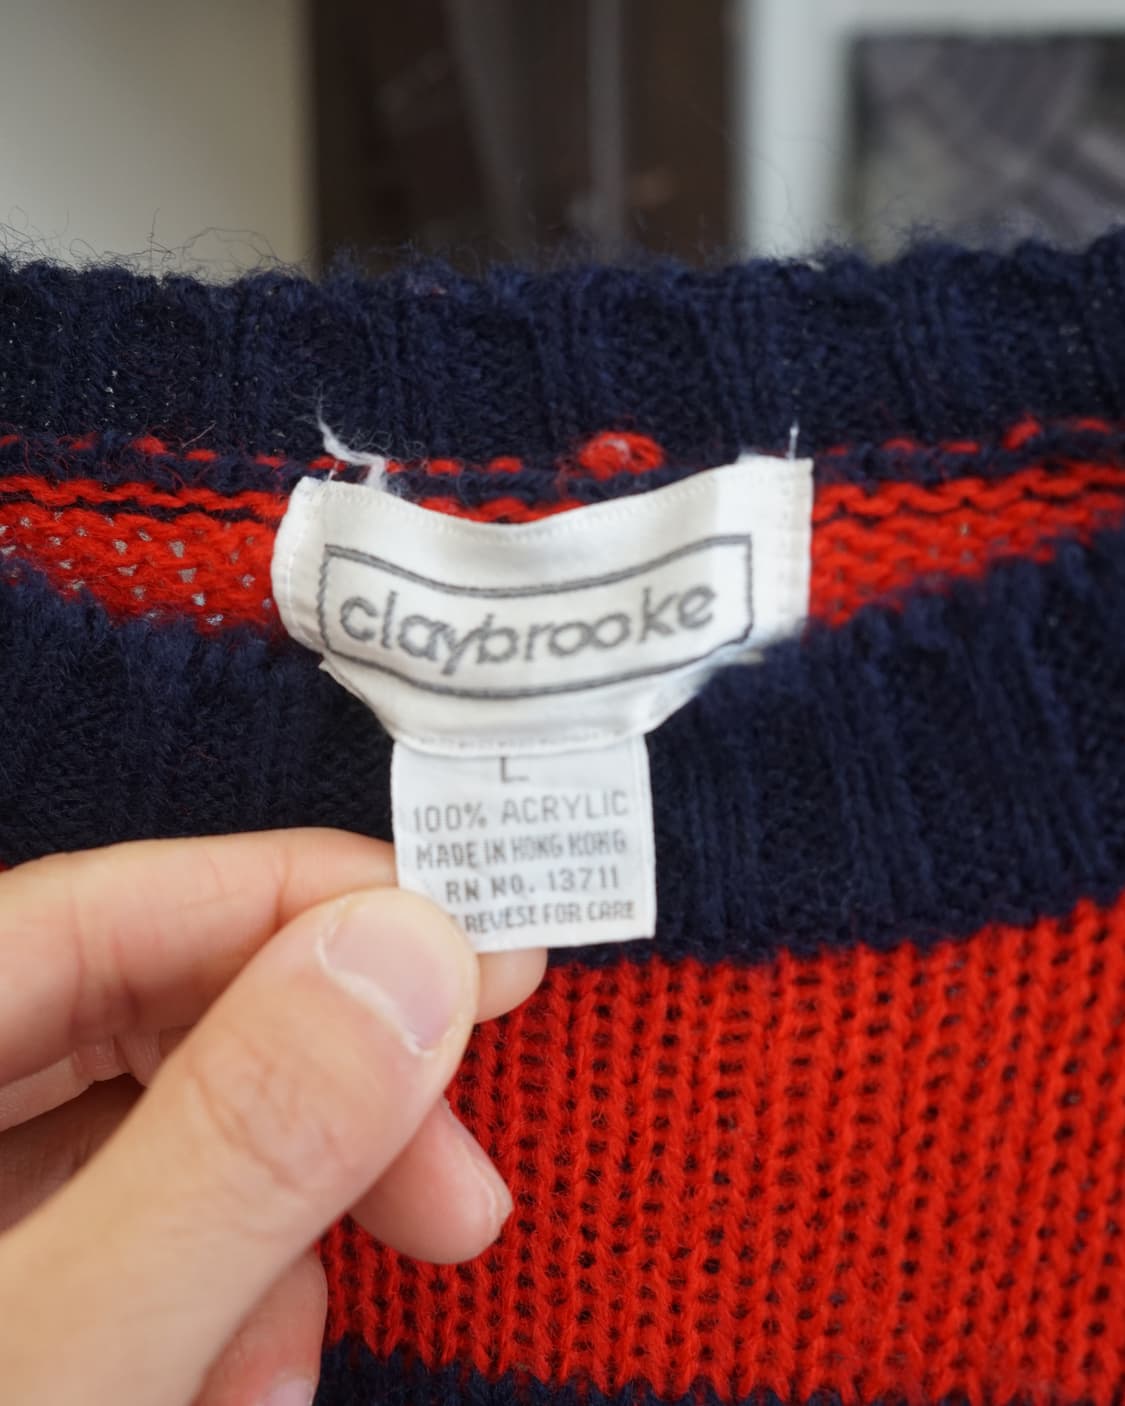 claybrooke
L
100% ACRYLIC
MADE IN HONG KONG
RN NO. 13711
REVESE FOR CARE